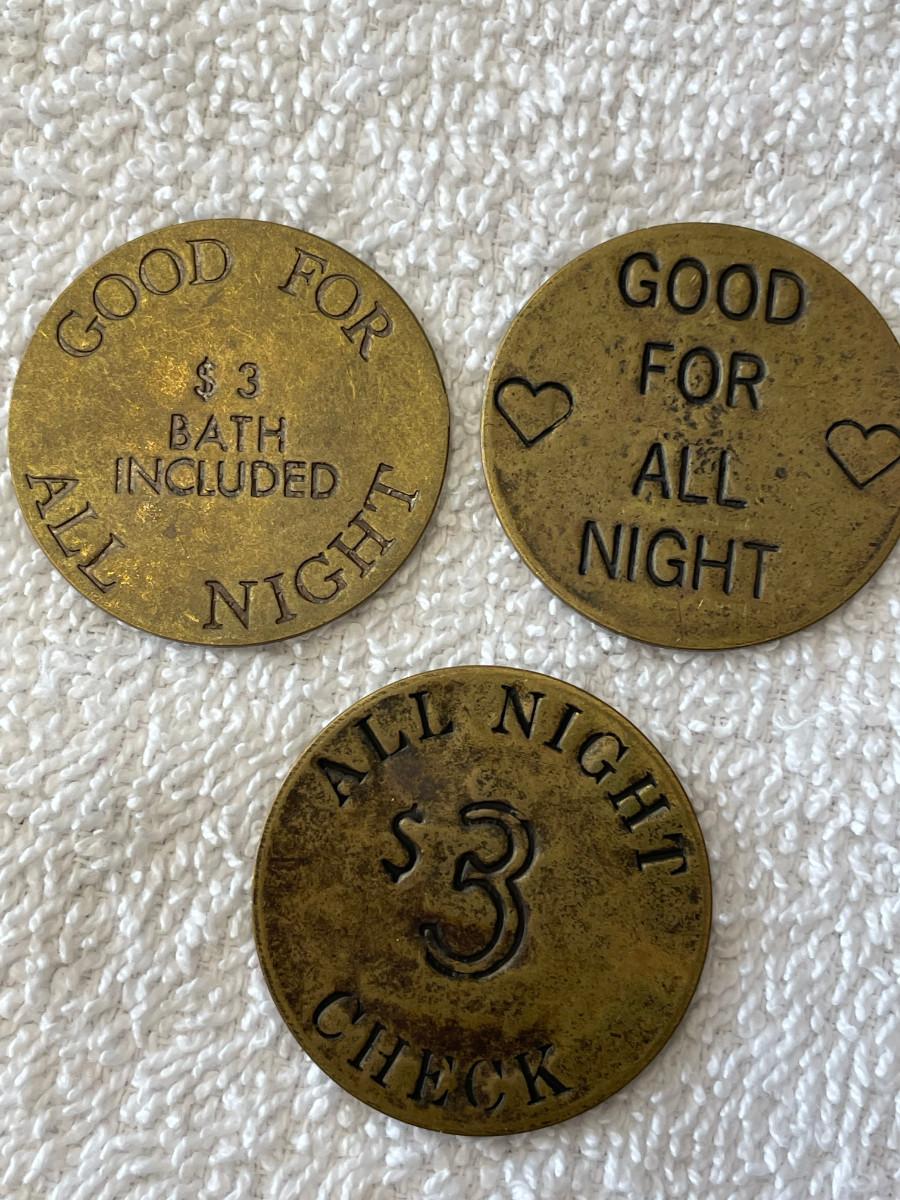 GOOD FOR
$ 3
BATH
INCLUDED
ALL NIGHT
GOOD
FOR
ALL
NIGHT
ALL NIGHT
$3
CHECK